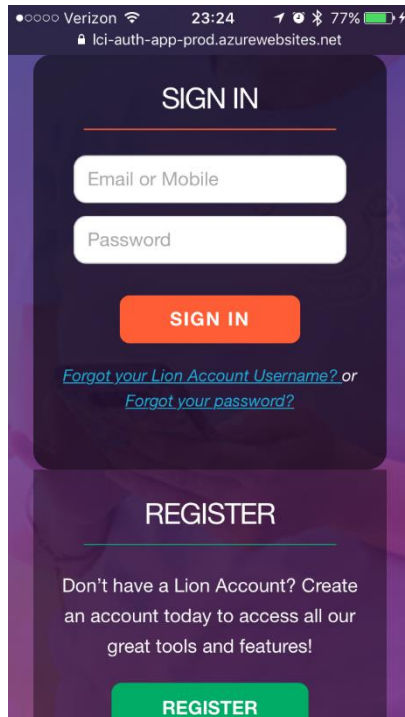 Verizon 23:24 77%
lci-auth-app-prod.azurewebsites.net
SIGN IN
Email or Mobile
Password
SIGN IN
Forgot your Lion Account Username? or
Forgot your password?
REGISTER
Don't have a Lion Account? Create
an account today to access all our
great tools and features!
REGISTER